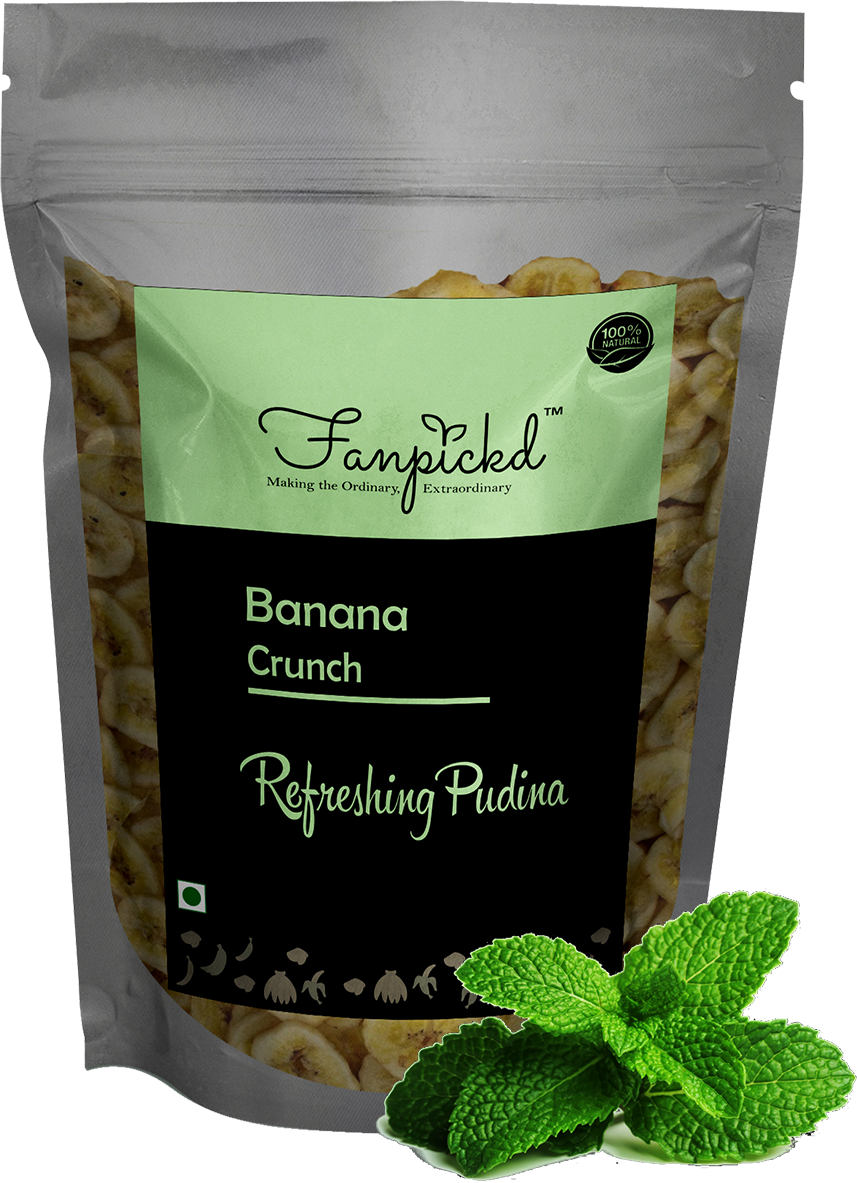 100%
NATURAL
Fanpickd™
Making the Ordinary, Extraordinary
Banana
Crunch
Refreshing Pudina